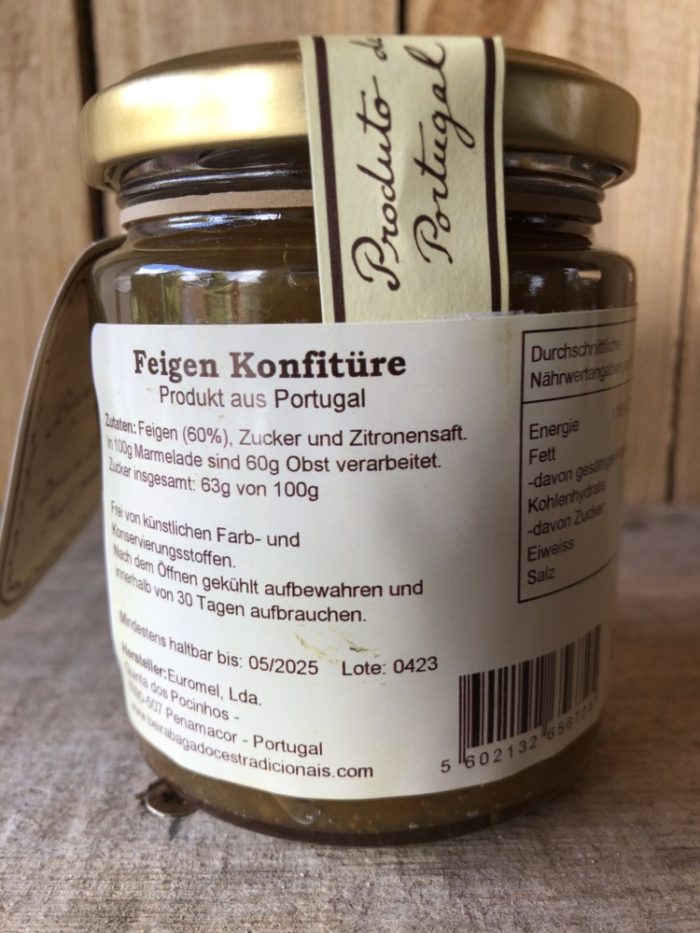 Produto de
Portugal
Feigen Konfitüre
Produkt aus Portugal
Zutaten: Feigen (60%), Zucker und Zitronensaft.
In 100g Marmelade sind 60g Obst verarbeitet.
Zucker insgesamt: 63g von 100g
Frei von künstlichen Farb- und
Konservierungsstoffen.
Nach dem Öffnen gekühlt aufbewahren und
innerhalb von 30 Tagen aufbrauchen.
Mindestens haltbar bis: 05/2025 Lote: 0423
Hersteller: Euromel, Lda.
Quinta dos Pocinhos -
Penamacor - Portugal
www.beirabagadocestradicionais.com
Durchschnittliche
Nährwertangaben
Energie
Fett
-davon gesättigte
Kohlenhydrate
-davon Zucker
Eiweiss
Salz
5 602132